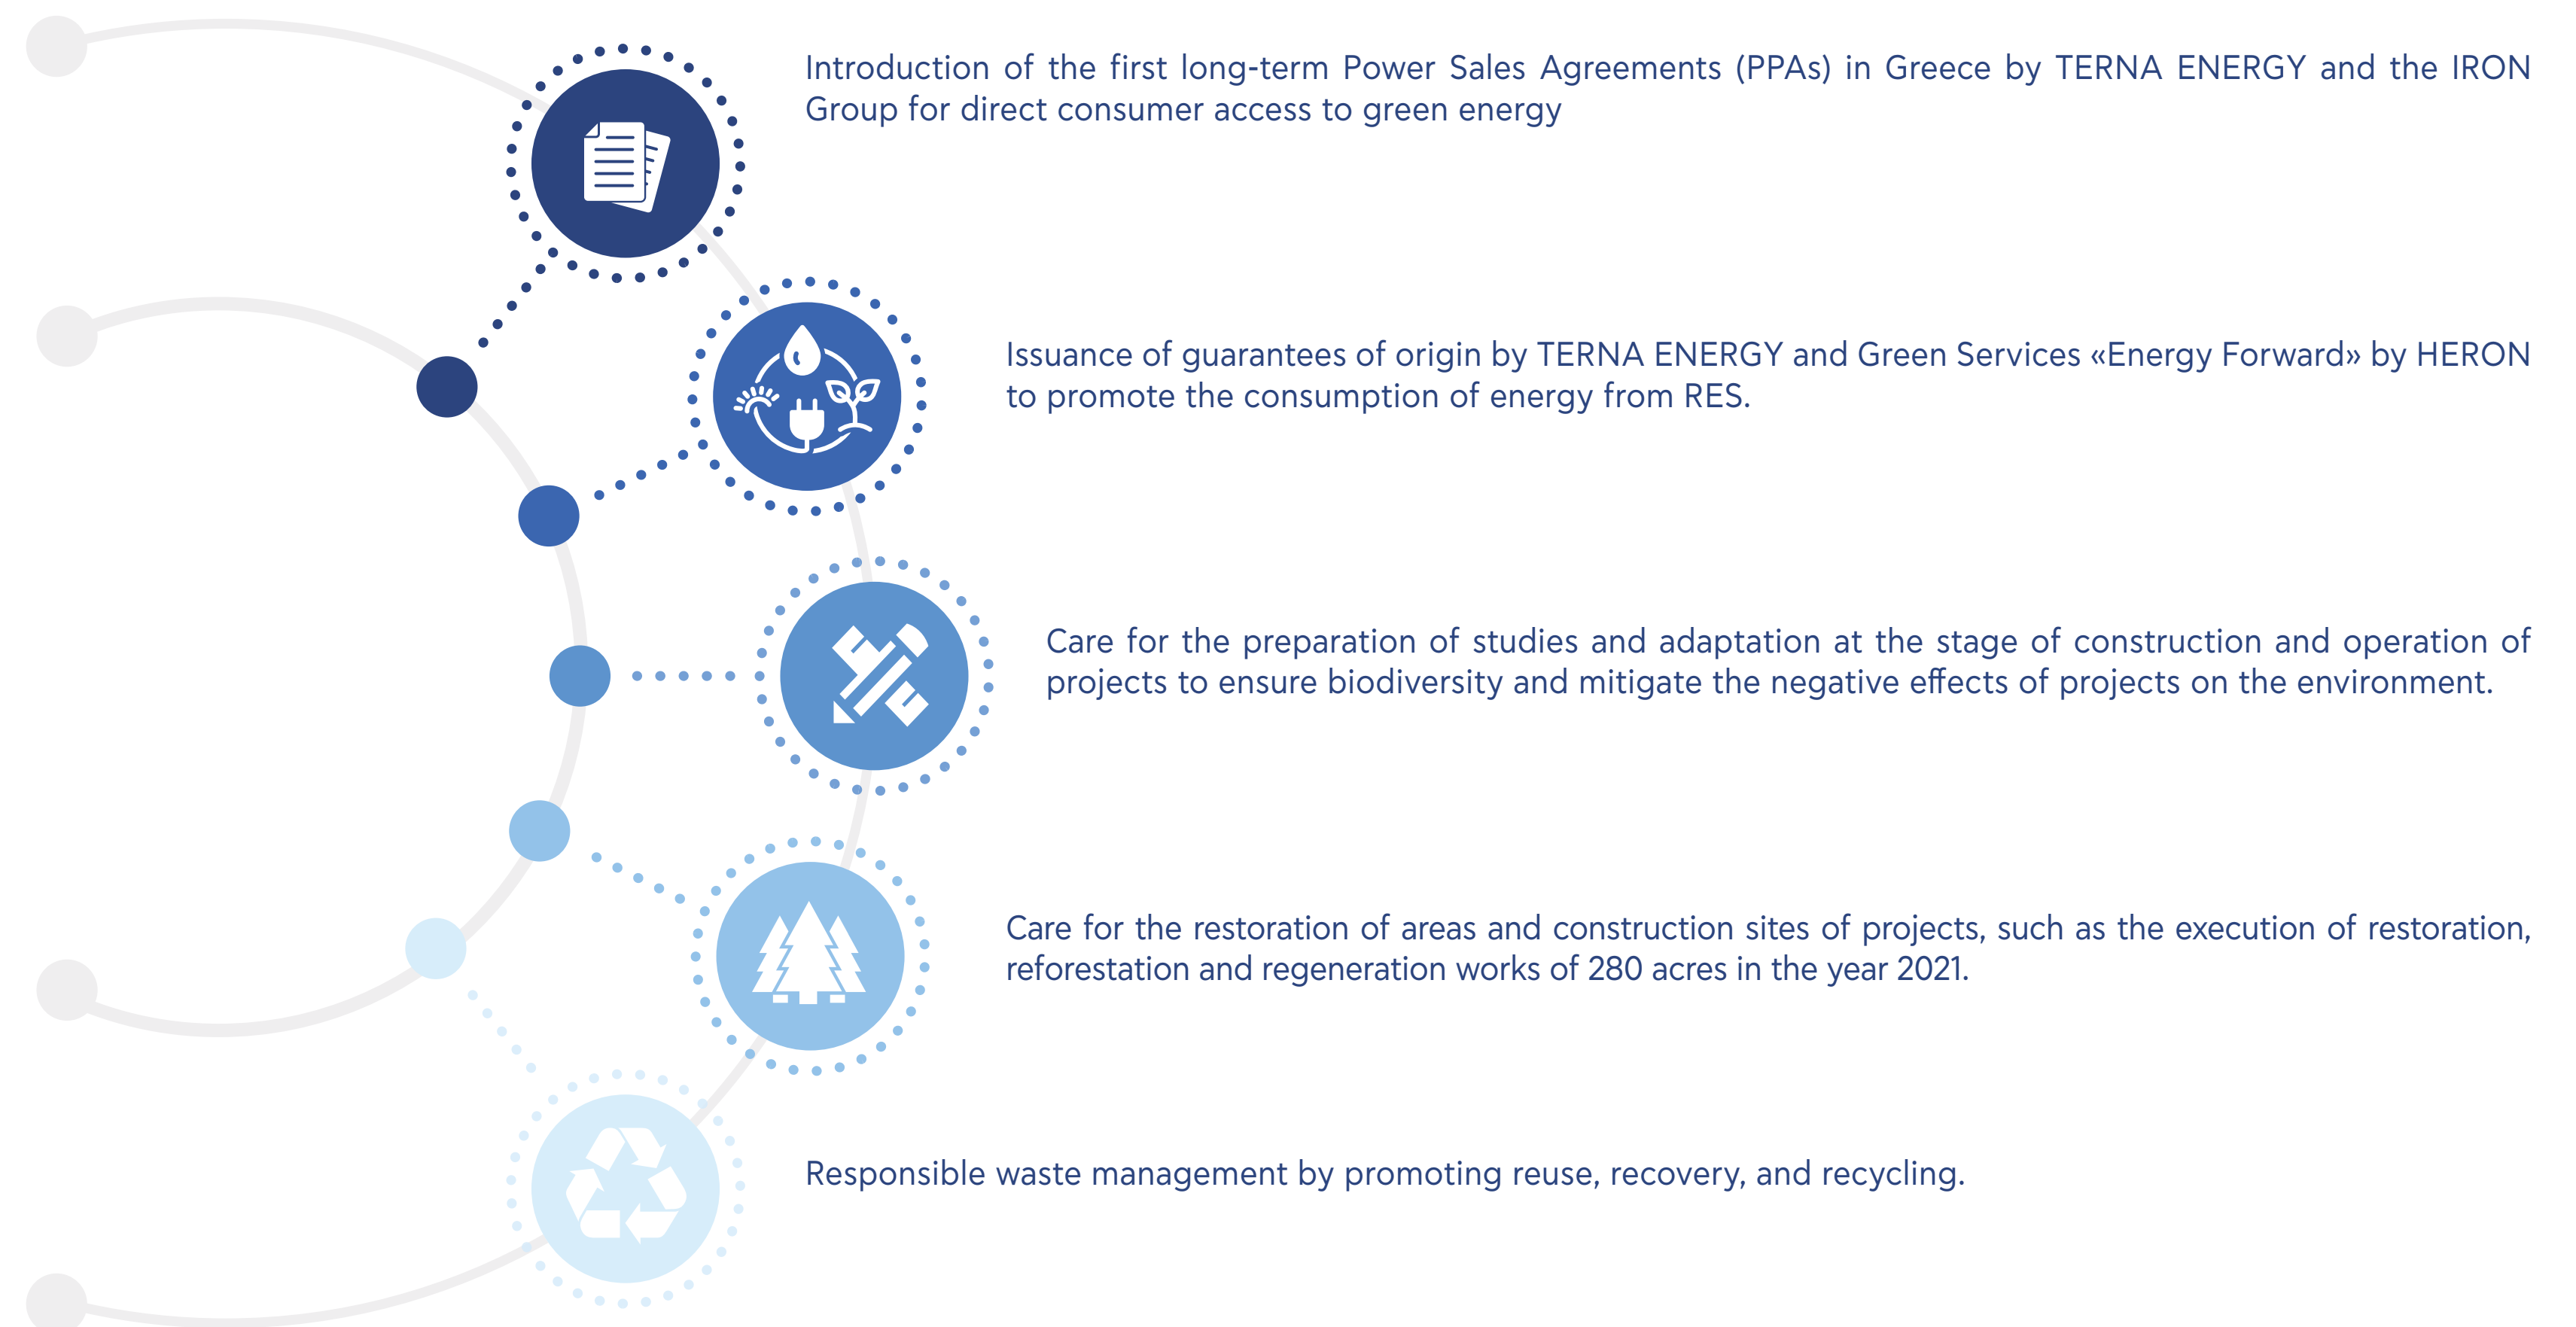 Introduction of the first long-term Power Sales Agreements (PPAs) in Greece by TERNA ENERGY and the IRON
Group for direct consumer access to green energy
Issuance of guarantees of origin by TERNA ENERGY and Green Services «Energy Forward» by HERON
to promote the consumption of energy from RES.
Care for the preparation of studies and adaptation at the stage of construction and operation of
projects to ensure biodiversity and mitigate the negative effects of projects on the environment.
Care for the restoration of areas and construction sites of projects, such as the execution of restoration,
reforestation and regeneration works of 280 acres in the year 2021.
Responsible waste management by promoting reuse, recovery, and recycling.